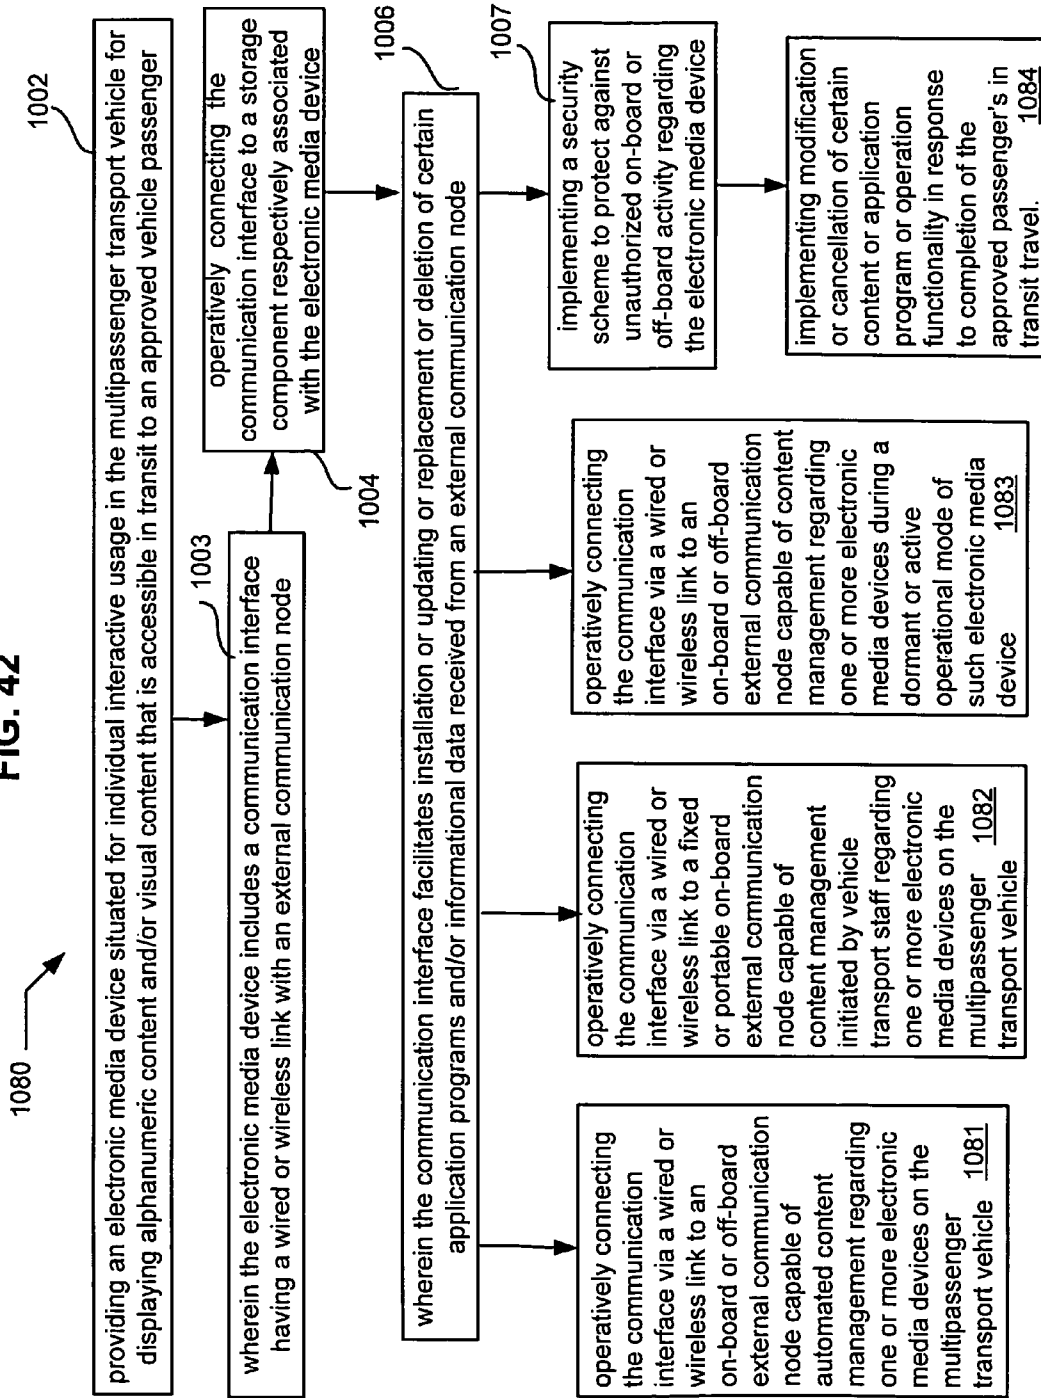 FIG. 42
1080
1002
providing an electronic media device situated for individual interactive usage in the multipassenger transport vehicle for
displaying alphanumeric content and/or visual content that is accessible in transit to an approved vehicle passenger
1003
wherein the electronic media device includes a communication interface
having a wired or wireless link with an external communication node
operatively connecting the
communication interface to a storage
component respectively associated
with the electronic media device
1004
1006
wherein the communication interface facilitates installation or updating or replacement or deletion of certain
application programs and/or informational data received from an external communication node
operatively connecting
the communication
interface via a wired or
wireless link to an
on-board or off-board
external communication
node capable of
automated content
management regarding
one or more electronic
media devices on the
multipassenger
transport vehicle 1081
operatively connecting
the communication
interface via a wired or
wireless link to a fixed
or portable on-board
external communication
node capable of
content management
initiated by vehicle
transport staff regarding
one or more electronic
media devices on the
multipassenger
transport vehicle 1082
operatively connecting
the communication
interface via a wired or
wireless link to an
on-board or off-board
external communication
node capable of content
management regarding
one or more electronic
media devices during a
dormant or active
operational mode of
such electronic media
device 1083
1007
implementing a security
scheme to protect against
unauthorized on-board or
off-board activity regarding
the electronic media device
implementing modification
or cancellation of certain
content or application
program or operation
functionality in response
to completion of the
approved passenger's in
transit travel. 1084